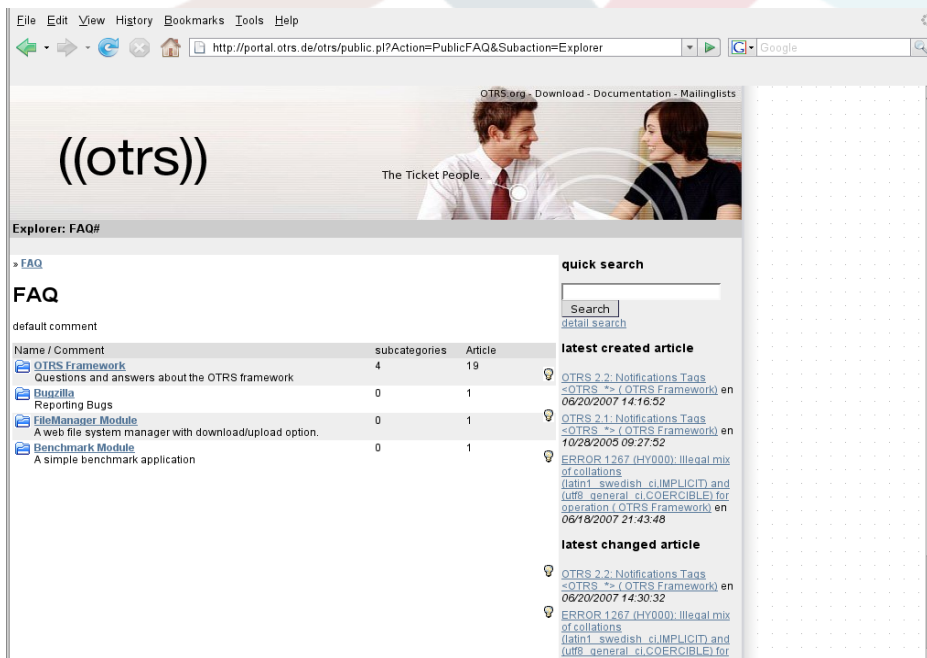 File Edit View History Bookmarks Tools Help
http://portal.otrs.de/otrs/public.pl?Action=PublicFAQ&Subaction=Explorer
G
Google
OTRS.org - Download - Documentation - Mailinglists
((otrs))
The Ticket People.
Explorer: FAQ#
» FAQ
FAQ
default comment
Name / Comment subcategories Article
OTRS Framework 4 19
Questions and answers about the OTRS framework
Bugzilla 0 1
Reporting Bugs
FileManager Module 0 1
A web file system manager with download/upload option.
Benchmark Module 0 1
A simple benchmark application
quick search
Search
detail search
latest created article
OTRS 2.2: Notifications Tags
<OTRS_*> ( OTRS Framework) en
06/20/2007 14:16:52
OTRS 2.1: Notifications Tags
<OTRS_*> ( OTRS Framework) en
10/28/2005 09:27:52
ERROR 1267 (HY000): Illegal mix
of collations
(latin1_swedish_ci,IMPLICIT) and
(utf8_general_ci,COERCIBLE) for
operation ( OTRS Framework) en
06/18/2007 21:43:48
latest changed article
OTRS 2.2: Notifications Tags
<OTRS_*> ( OTRS Framework) en
06/20/2007 14:30:32
ERROR 1267 (HY000): Illegal mix
of collations
(latin1_swedish_ci,IMPLICIT) and
(utf8_general_ci,COERCIBLE) for